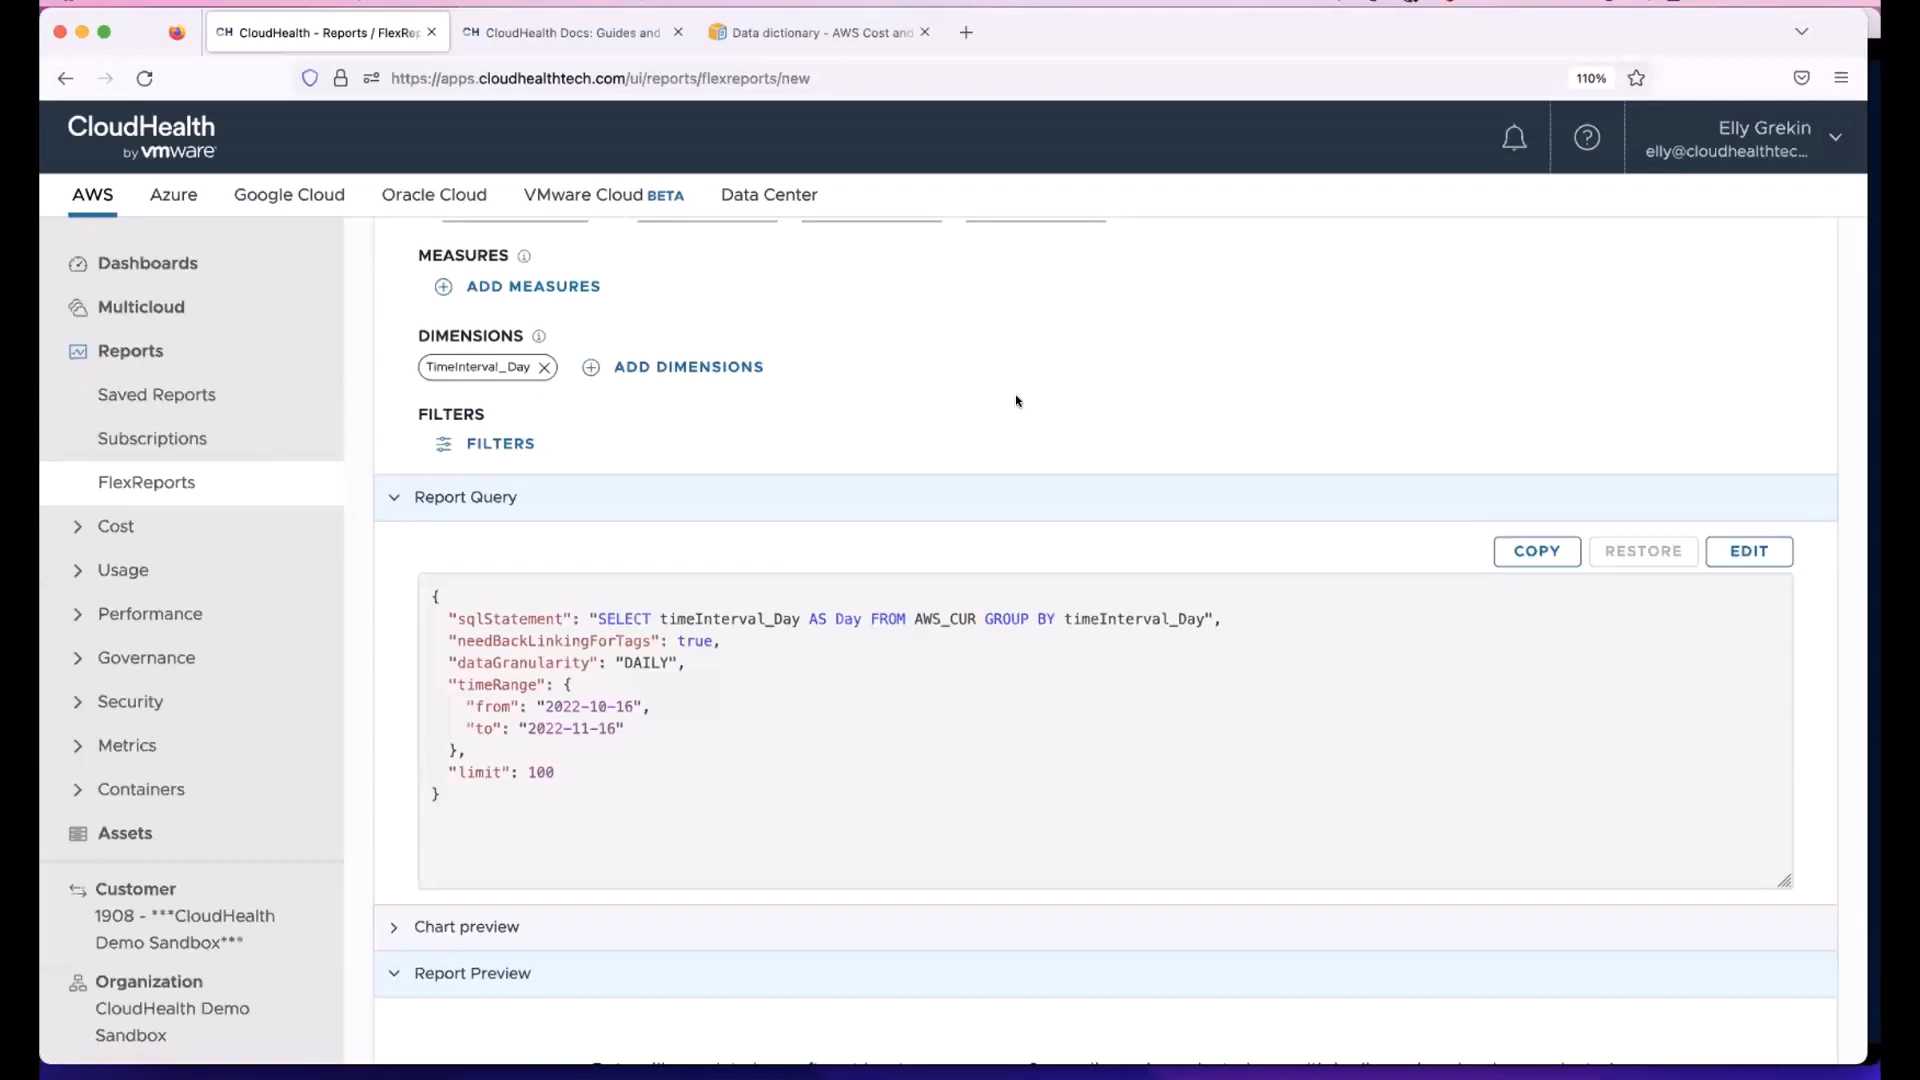 CH CloudHealth - Reports / FlexRep
CH CloudHealth Docs: Guides and
Data dictionary - AWS Cost and
https://apps.cloudhealthtech.com/ui/reports/flexreports/new
110%
CloudHealth
by vmware
Elly Grekin
elly@cloudhealthtec...
AWS
Azure
Google Cloud
Oracle Cloud
VMware Cloud BETA
Data Center
Dashboards
Multicloud
Reports
Saved Reports
Subscriptions
FlexReports
Cost
Usage
Performance
Governance
Security
Metrics
Containers
Assets
Customer
1908 - ***CloudHealth
Demo Sandbox***
Organization
CloudHealth Demo
Sandbox
MEASURES
ADD MEASURES
DIMENSIONS
TimeInterval_Day
ADD DIMENSIONS
FILTERS
FILTERS
Report Query
COPY
RESTORE
EDIT
{
"sqlStatement": "SELECT timeInterval_Day AS Day FROM AWS_CUR GROUP BY timeInterval_Day",
"needBackLinkingForTags": true,
"dataGranularity": "DAILY",
"timeRange": {
"from": "2022-10-16",
"to": "2022-11-16"
},
"limit": 100
}
Chart preview
Report Preview